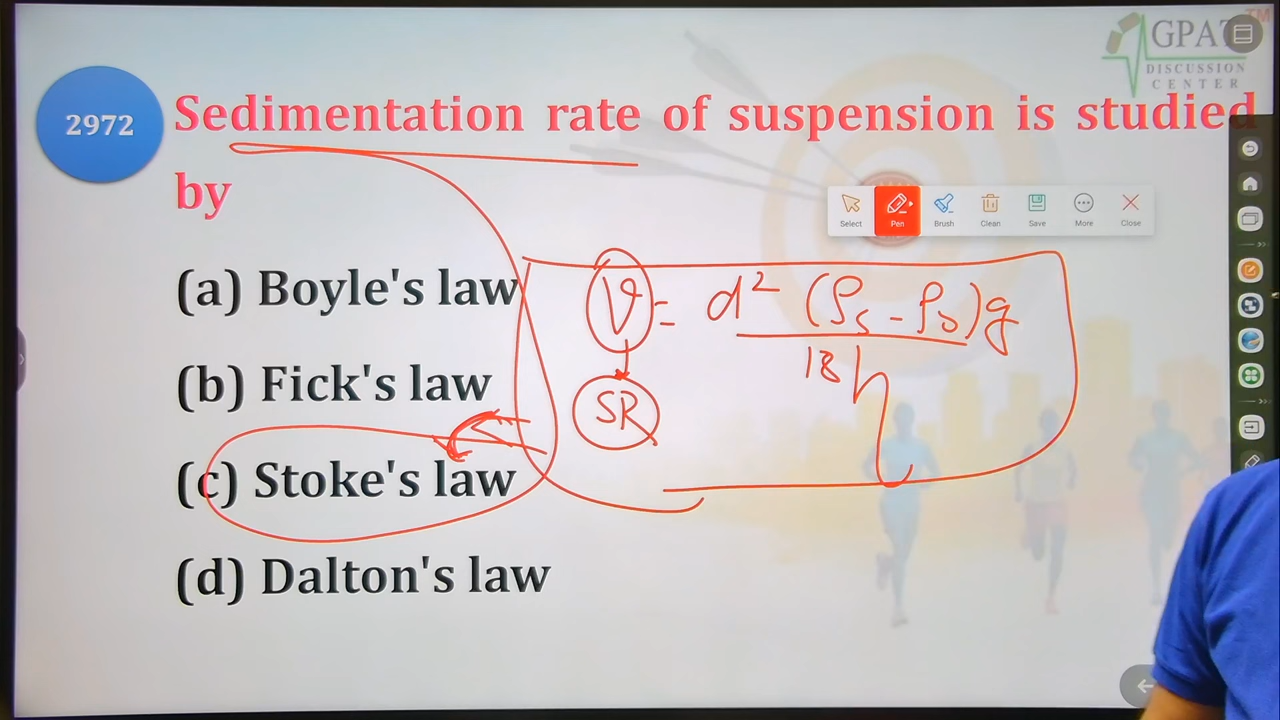 GPAT
TM
DISCUSSION
CENTER
2972
Sedimentation rate of suspension is studied
by
Select
Pen
Brush
Clean
Save
More
Close
(a) Boyle's law
V = d² (ρs - ρo)g
18η
SR
(b) Fick's law
(c) Stoke's law
(d) Dalton's law